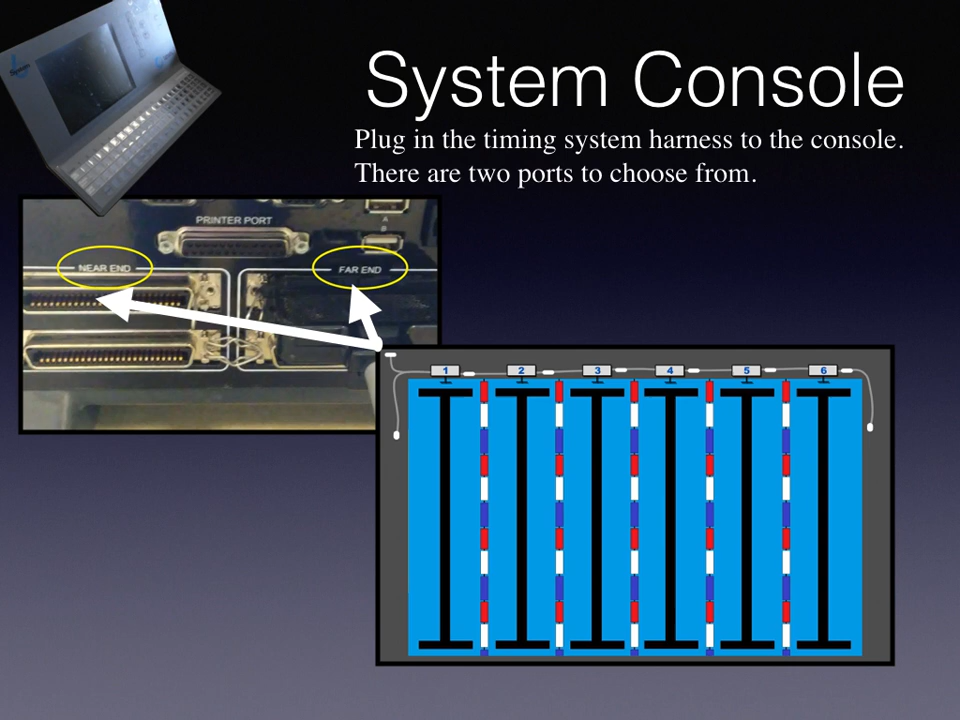 System Console
Plug in the timing system harness to the console.
There are two ports to choose from.
PRINTER PORT
A
B
NEAR END
FAR END
1 2 3 4 5 6